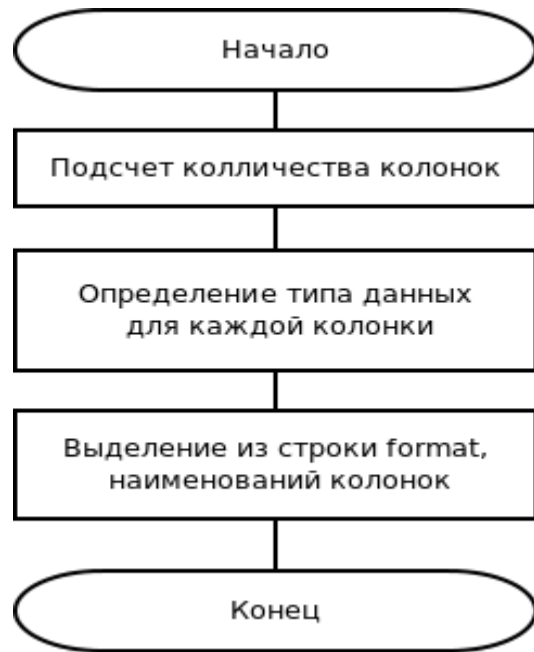 Начало
Подсчет колличества колонок
Определение типа данных
для каждой колонки
Выделение из строки format,
наименований колонок
Конец